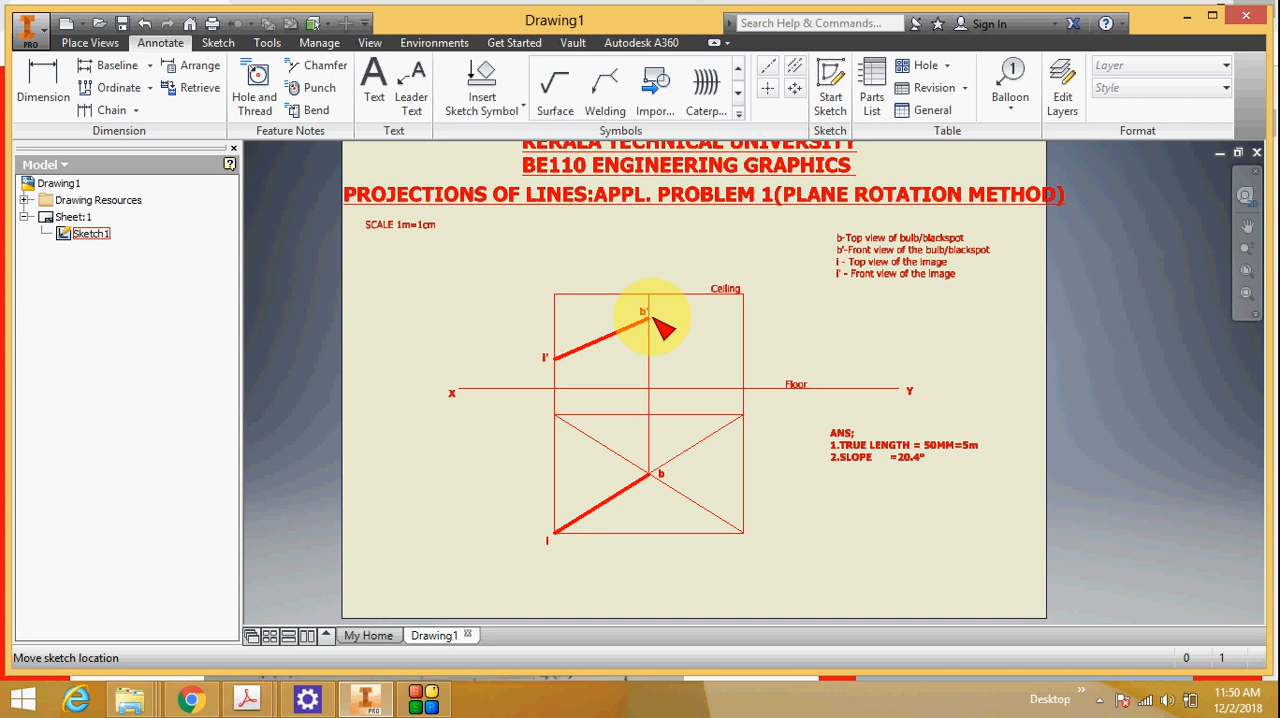 Drawing1
Search Help & Commands...
Sign In
PRO
Place Views
Annotate
Sketch
Tools
Manage
View
Environments
Get Started
Vault
Autodesk A360
Dimension
Baseline
Ordinate
Chain
Arrange
Retrieve
Dimension
Hole and
Thread
Chamfer
Punch
Bend
Feature Notes
Text
Leader
Text
Text
Insert
Sketch Symbol
Surface
Welding
Impor...
Caterp...
Symbols
Start
Sketch
Sketch
Parts
List
Hole
Revision
General
Table
Balloon
Edit
Layers
Layer
Style
Format
Model
Drawing1
Drawing Resources
Sheet:1
Sketch1
KERALA TECHNICAL UNIVERSITY
BE110 ENGINEERING GRAPHICS
PROJECTIONS OF LINES:APPL. PROBLEM 1(PLANE ROTATION METHOD)
SCALE 1m=1cm
b-Top view of bulb/blackspot
b'-Front view of the bulb/blackspot
i - Top view of the image
i' - Front view of the image
Ceiling
b'
i'
X
Floor
Y
ANS;
1.TRUE LENGTH = 50MM=5m
2.SLOPE =20.4°
b
i
2D
My Home
Drawing1
Move sketch location
0
1
PRO
Desktop
11:50 AM
12/2/2018